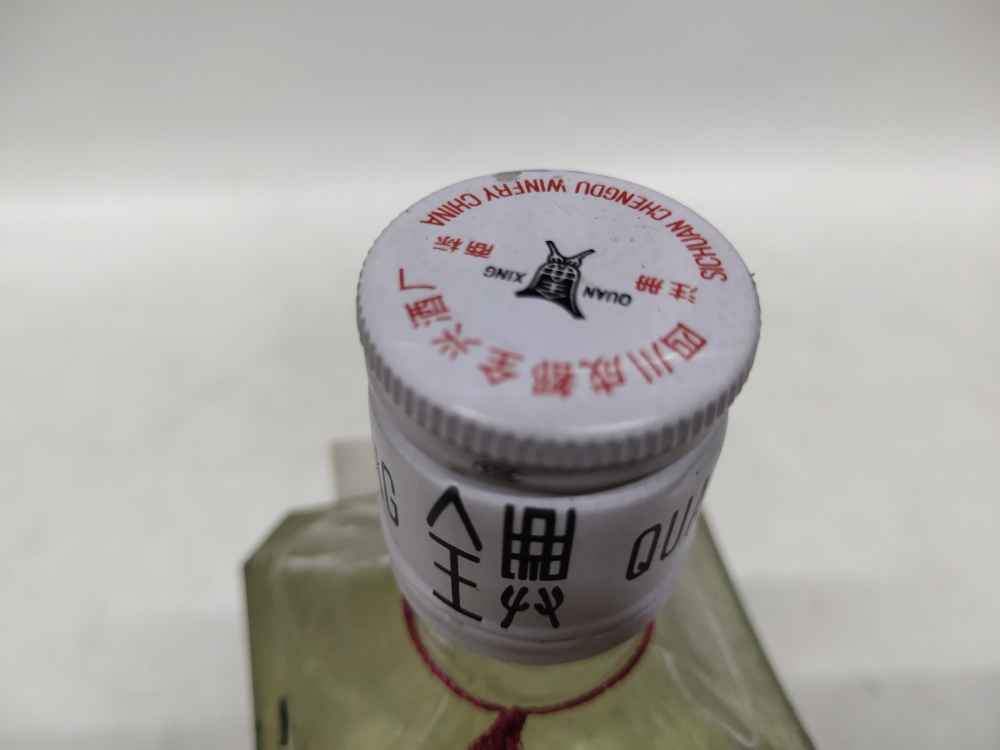 SICHUAN CHENGDU WINERY CHINA
注册 商标
QUAN XING
四川成都全兴酒厂
全興
QU
G